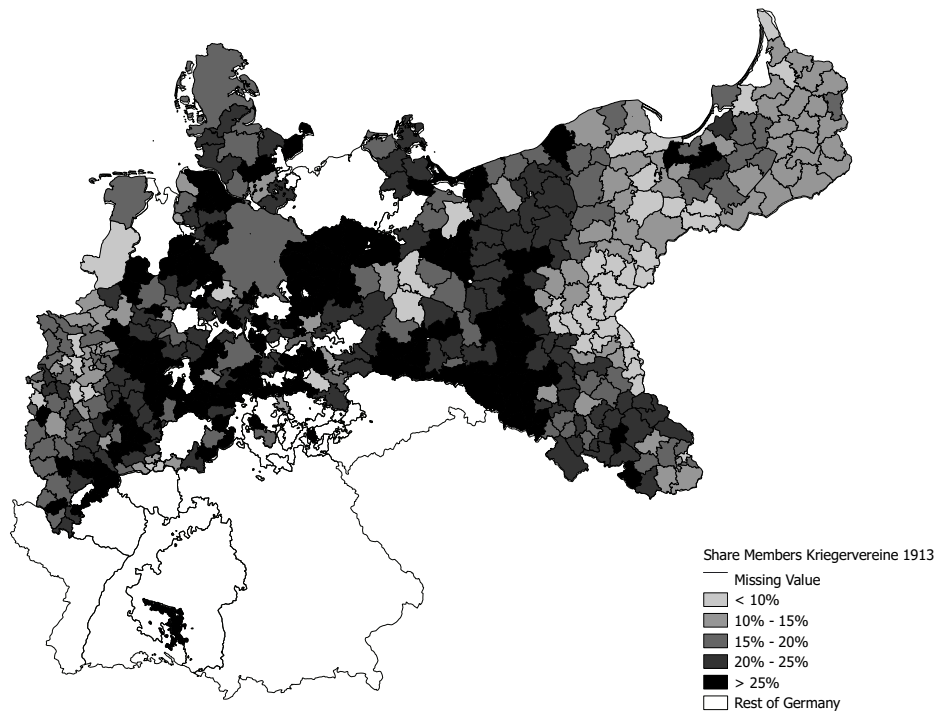 Share Members Kriegervereine 1913
Missing Value
< 10%
10% - 15%
15% - 20%
20% - 25%
> 25%
Rest of Germany